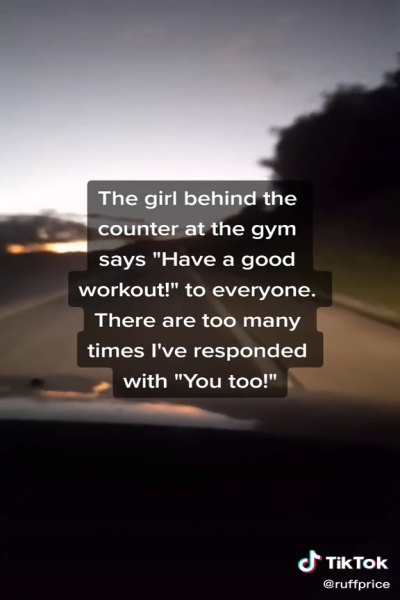 The girl behind the
counter at the gym
says "Have a good
workout!" to everyone.
There are too many
times I've responded
with "You too!"
TikTok
@ruffprice